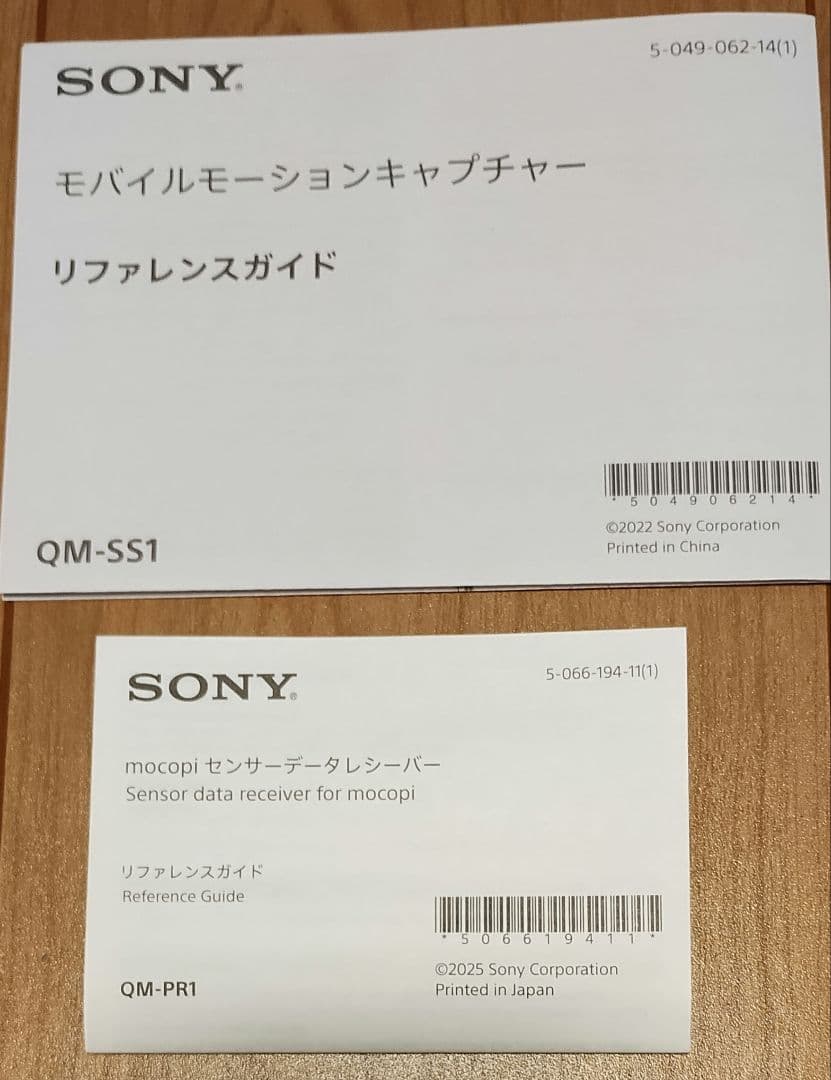 SONY®
5-049-062-14(1)
モバイルモーションキャプチャー
リファレンスガイド
* 5 0 4 9 0 6 2 1 4 *
©2022 Sony Corporation
Printed in China
QM-SS1
SONY®
5-066-194-11(1)
mocopi センサーデータレシーバー
Sensor data receiver for mocopi
リファレンスガイド
Reference Guide
* 5 0 6 6 1 9 4 1 1 *
©2025 Sony Corporation
Printed in Japan
QM-PR1